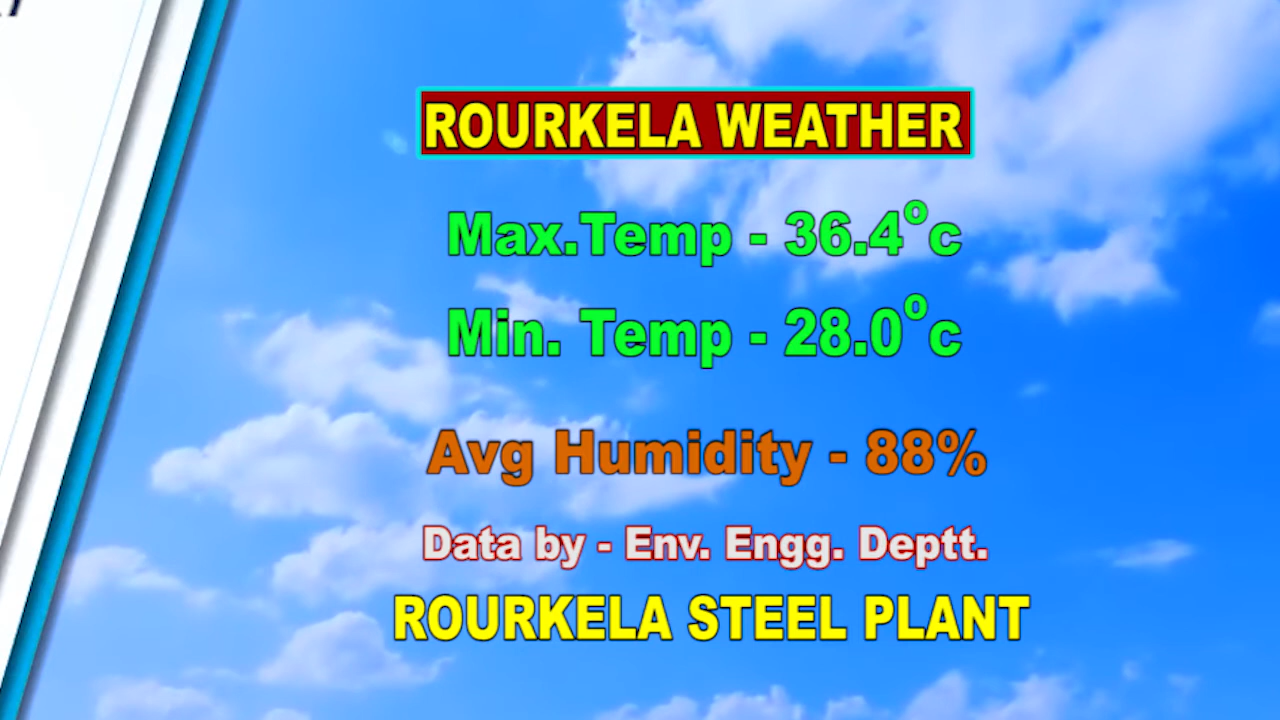 ROURKELA WEATHER
Max.Temp - 36.4°c
Min. Temp - 28.0°c
Avg Humidity - 88%
Data by - Env. Engg. Deptt.
ROURKELA STEEL PLANT